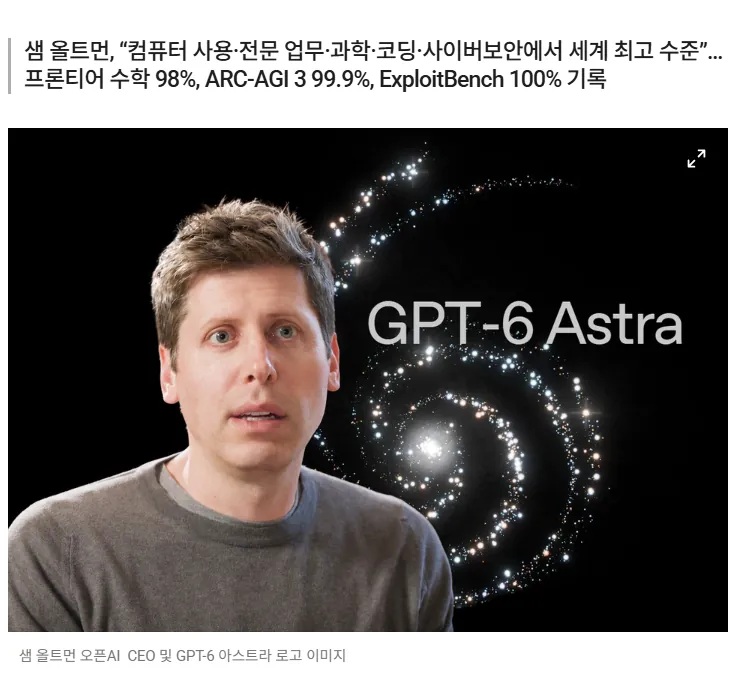 샘 올트먼, “컴퓨터 사용·전문 업무·과학·코딩·사이버보안에서 세계 최고 수준”…
프론티어 수학 98%, ARC-AGI 3 99.9%, ExploitBench 100% 기록
GPT-6 Astra
샘 올트먼 오픈AI  CEO 및 GPT-6 아스트라 로고 이미지